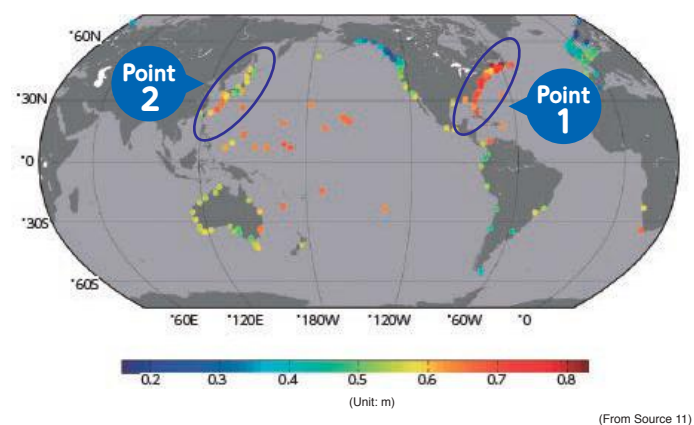 °60N
Point
2
Point
1
°30N
°0
°30S
°60S
°60E °120E °180W °120W °60W °0
0.2 0.3 0.4 0.5 0.6 0.7 0.8
(Unit: m)
(From Source 11)